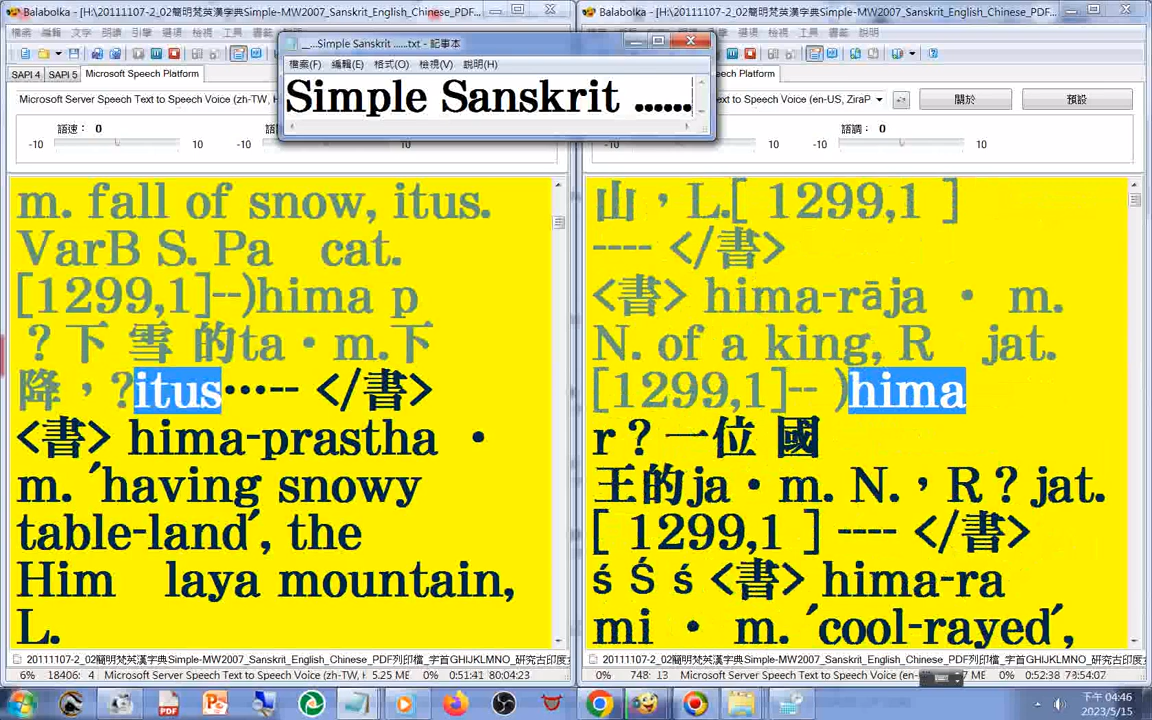 Balabolka - [H:\20111107-2_02簡明梵英漢字典Simple-MW2007_Sanskrit_English_Chinese_PDF...
Balabolka - [H:\20111107-2_02簡明梵英漢字典Simple-MW2007_Sanskrit_English_Chinese_PDF...
__...Simple Sanskrit ......txt - 記事本
檔案(F) 編輯(E) 格式(O) 檢視(V) 說明(H)
Simple Sanskrit ......
SAPI 4 SAPI 5 Microsoft Speech Platform
Microsoft Server Speech Text to Speech Voice (zh-TW, H
xt to Speech Voice (en-US, ZiraP
關於 預設
語速： 0
-10 10 -10 10
語調： 0
-10 10
m. fall of snow, itus.
VarB S. Pa cat.
[1299,1]--)hima p
？下 雪 的ta·m.下
降，?itus…-- </書>
<書> hima-prastha ·
m. 'having snowy
table-land', the
Him laya mountain,
L.
山，L.[ 1299,1 ]
---- </書>
<書> hima-rāja · m.
N. of a king, R jat.
[1299,1]-- )hima
r？一位 國
王的ja·m. N.，R？jat.
[ 1299,1 ] ---- </書>
ś Ś ś <書> hima-ra
mi · m. 'cool-rayed',
20111107-2_02簡明梵英漢字典Simple-MW2007_Sanskrit_English_Chinese_PDF列印檔_字首GHIJKLMNO_研究古印度
20111107-2_02簡明梵英漢字典Simple-MW2007_Sanskrit_English_Chinese_PDF列印檔_字首GHIJKLMNO_研究古印度
6% 18406: 4 Microsoft Server Speech Text to Speech Voice (zh-TW, 5.25 ME 0% 0:51:41 80:04:23
0% 748: 13 Microsoft Server Speech Text to Speech Voice 0% 0:52:48
下午 04:46
2023/5/15